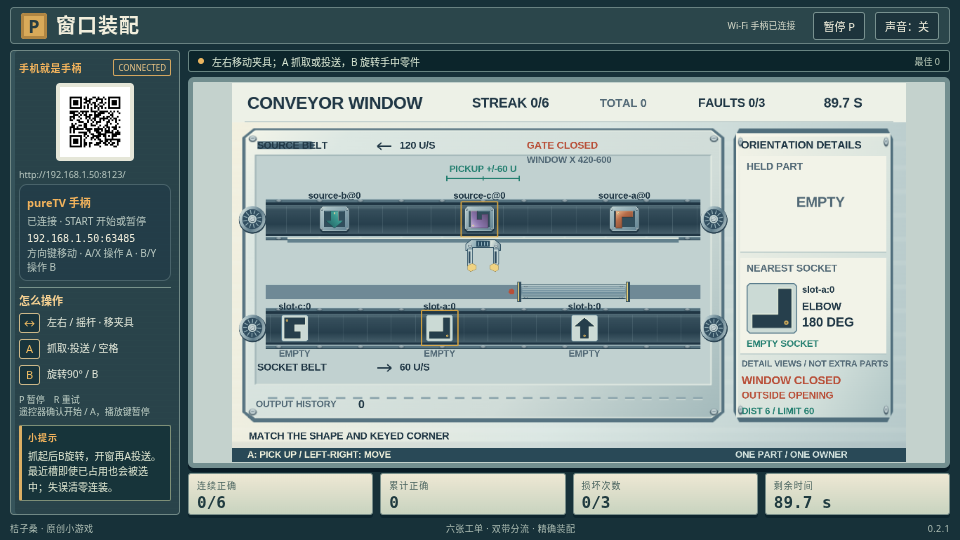 P 窗口装配
Wi-Fi 手柄已连接
暂停 P
声音：关
手机就是手柄
CONNECTED
http://192.168.1.50:8123/
pureTV 手柄
已连接 · START 开始或暂停
192.168.1.50:63485
方向键移动 · A/X 操作 A · B/Y
操作 B
怎么操作
↔ 左右 / 摇杆 · 移夹具
A 抓取·投送 / 空格
B 旋转90° / B
P 暂停 R 重试
遥控器确认开始 / A，播放键暂停
小提示
抓起后B旋转，开窗再A投送。
最近槽即使已占用也会被选
中；失误清零连装。
左右移动夹具；A 抓取或投送，B 旋转手中零件
最佳 0
CONVEYOR WINDOW
STREAK 0/6
TOTAL 0
FAULTS 0/3
89.7 S
SOURCE BELT
← 120 U/S
GATE CLOSED
WINDOW X 420-600
PICKUP +/-60 U
source-b@0
source-c@0
source-a@0
slot-c:0
slot-a:0
slot-b:0
EMPTY
EMPTY
EMPTY
SOCKET BELT
→ 60 U/S
OUTPUT HISTORY 0
ORIENTATION DETAILS
HELD PART
EMPTY
NEAREST SOCKET
slot-a:0
ELBOW
180 DEG
EMPTY SOCKET
DETAIL VIEWS / NOT EXTRA PARTS
WINDOW CLOSED
OUTSIDE OPENING
DIST 6 / LIMIT 60
MATCH THE SHAPE AND KEYED CORNER
A: PICK UP / LEFT-RIGHT: MOVE
ONE PART / ONE OWNER
连续正确
0/6
累计正确
0
损坏次数
0/3
剩余时间
89.7 s
桔子桑 · 原创小游戏
六张工单 · 双带分流 · 精确装配
0.2.1